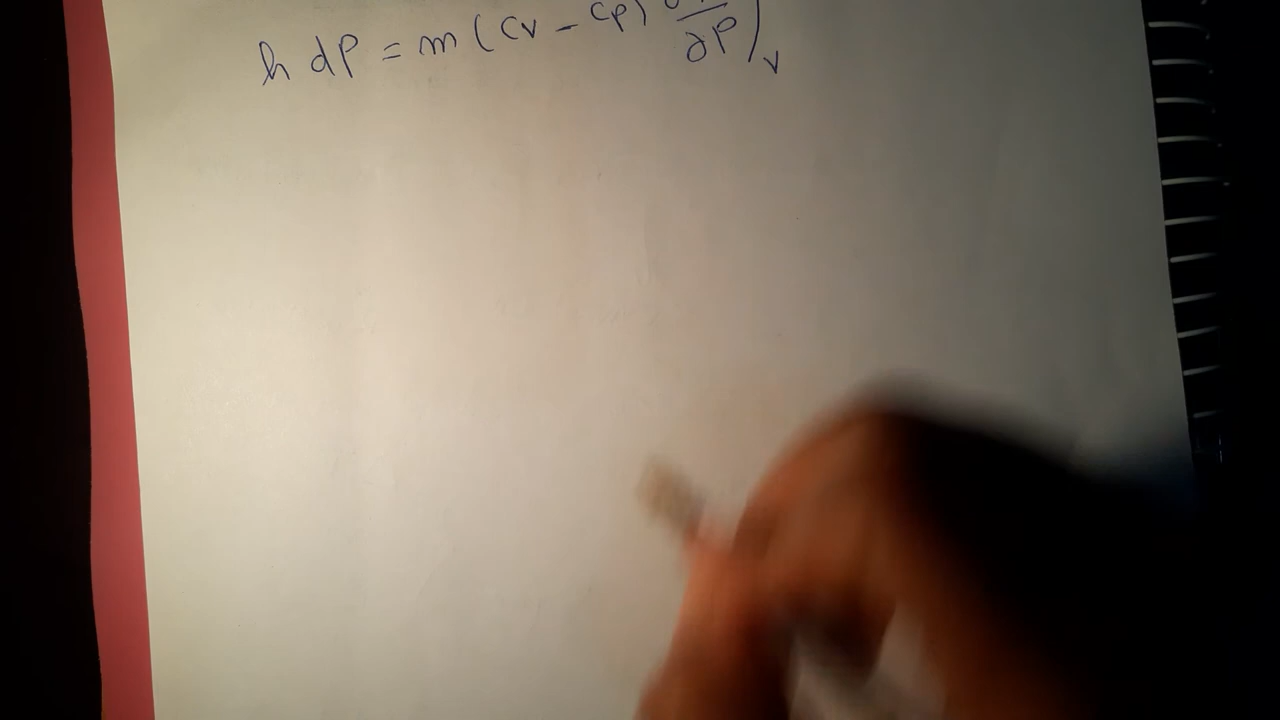 h dP = m (Cv - Cp) ∂P)v